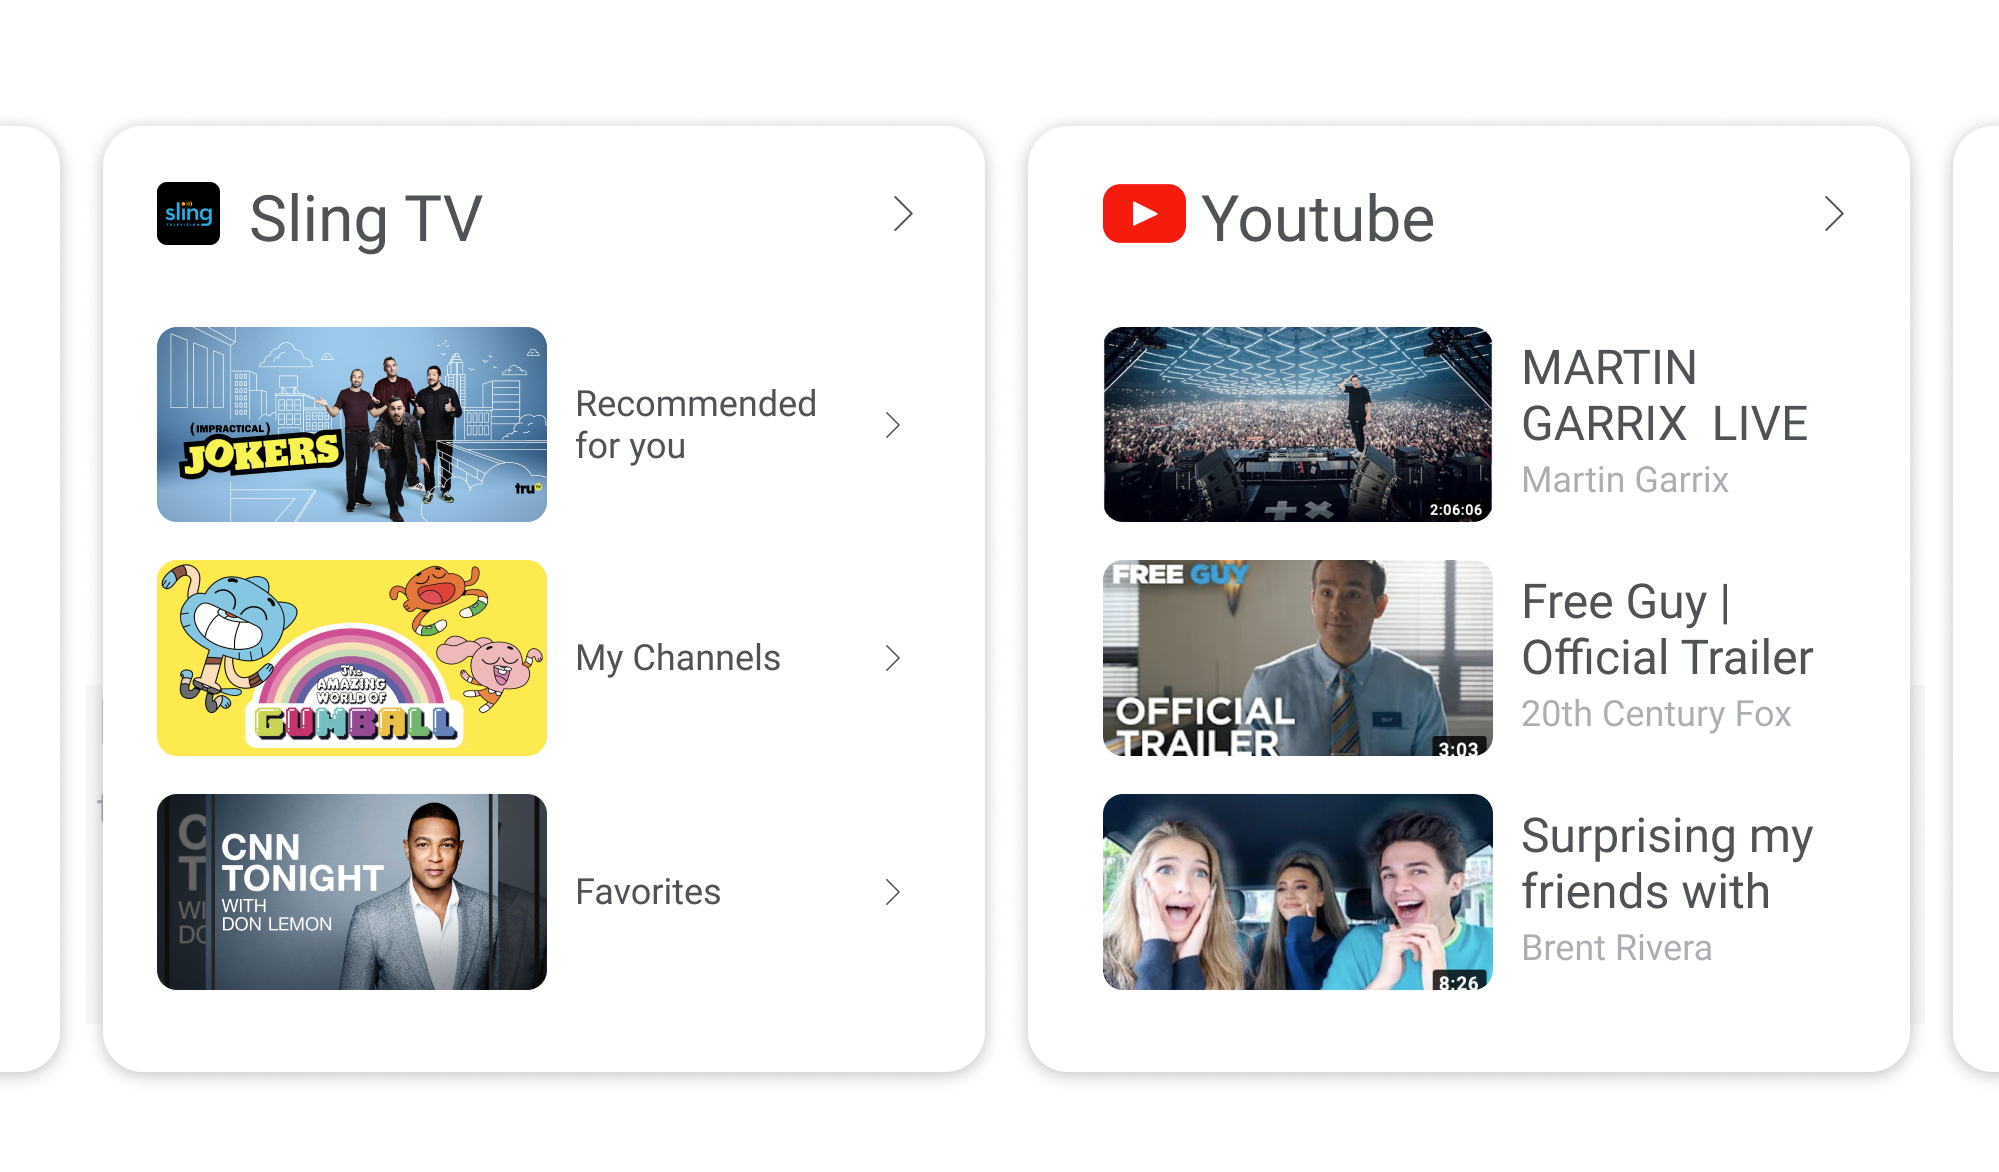 sling
TELEVISION
Sling TV
(IMPRACTICAL)
JOKERS
tru
TV
Recommended
for you
The
AMAZING
WORLD OF
GUMBALL
My Channels
CNN
TONIGHT
WITH
DON LEMON
Favorites
Youtube
2:06:06
MARTIN
GARRIX  LIVE
Martin Garrix
FREE GUY
OFFICIAL
TRAILER
GUY
3:03
Free Guy |
Official Trailer
20th Century Fox
8:26
Surprising my
friends with
Brent Rivera